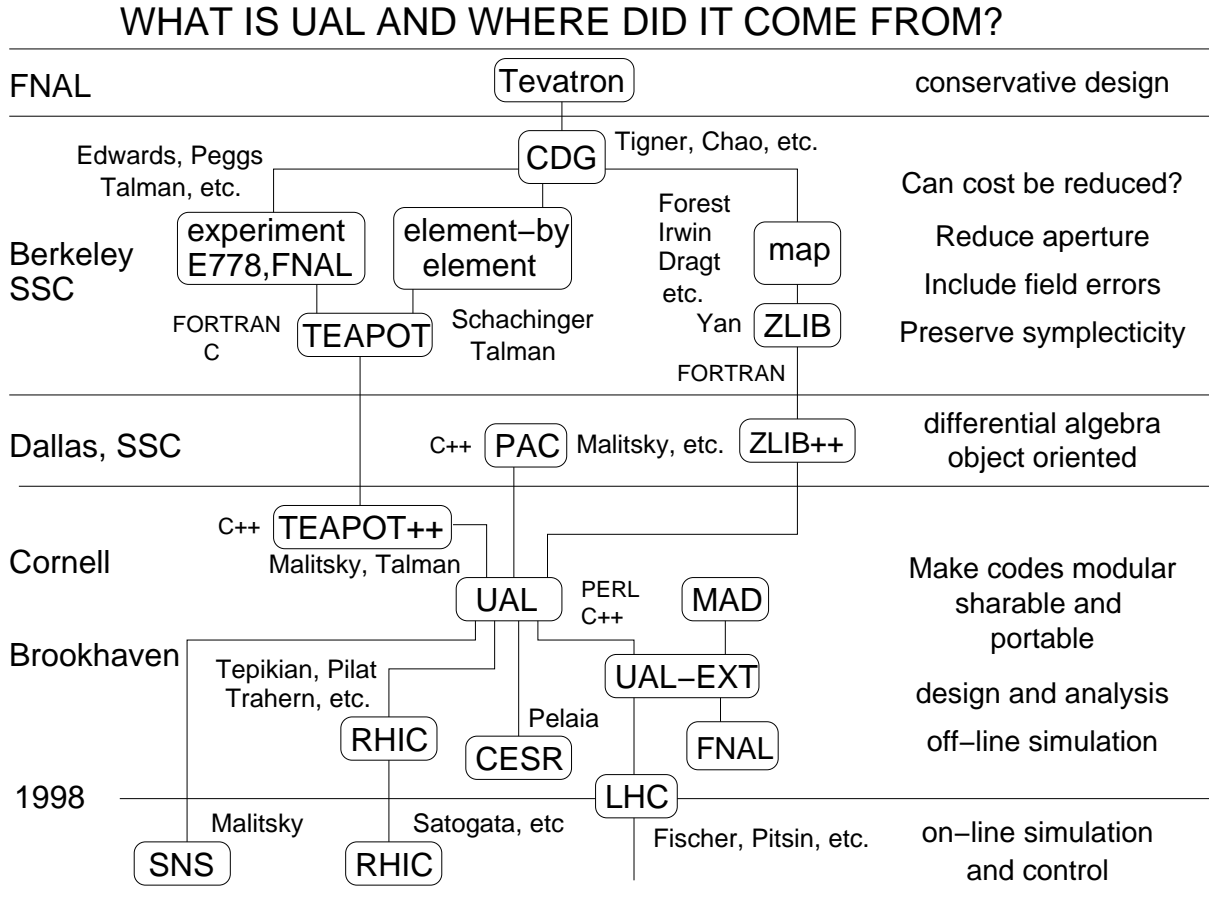 WHAT IS UAL AND WHERE DID IT COME FROM?
FNAL
Tevatron
conservative design
Edwards, Peggs
Talman, etc.
CDG
Tigner, Chao, etc.
Can cost be reduced?
Berkeley
SSC
experiment
E778,FNAL
element−by
element
Forest
Irwin
Dragt
etc.
map
Reduce aperture
Include field errors
FORTRAN
C
TEAPOT
Schachinger
Talman
Yan
ZLIB
Preserve symplecticity
FORTRAN
Dallas, SSC
C++
PAC
Malitsky, etc.
ZLIB++
differential algebra
object oriented
Cornell
C++
TEAPOT++
Malitsky, Talman
UAL
PERL
C++
MAD
Make codes modular
sharable and
portable
Brookhaven
Tepikian, Pilat
Trahern, etc.
UAL−EXT
design and analysis
RHIC
Pelaia
CESR
FNAL
off−line simulation
1998
LHC
Malitsky
Satogata, etc
Fischer, Pitsin, etc.
on−line simulation
and control
SNS
RHIC